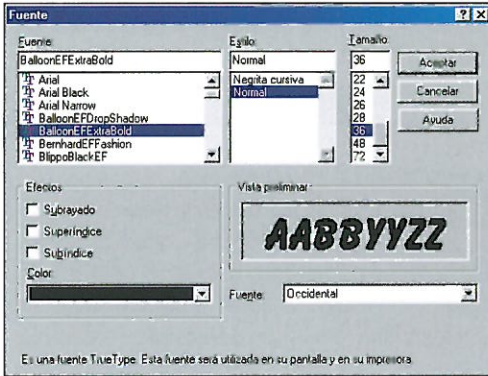 Fuente
Fuente:
BalloonEFExtraBold
Arial
Arial Black
Arial Narrow
BalloonEFDropShadow
BalloonEFExtraBold
BernhardEFFashion
BlippoBlackEF
Estilo:
Normal
Negrita cursiva
Normal
Tamaño:
36
22
24
26
28
36
48
72
Aceptar
Cancelar
Ayuda
Efectos
Subrayado
Superíndice
Subíndice
Color:
Vista preliminar
AABBYYZZ
Fuente:
Occidental
Es una fuente TrueType. Esta fuente será utilizada en su pantalla y en su impresora.